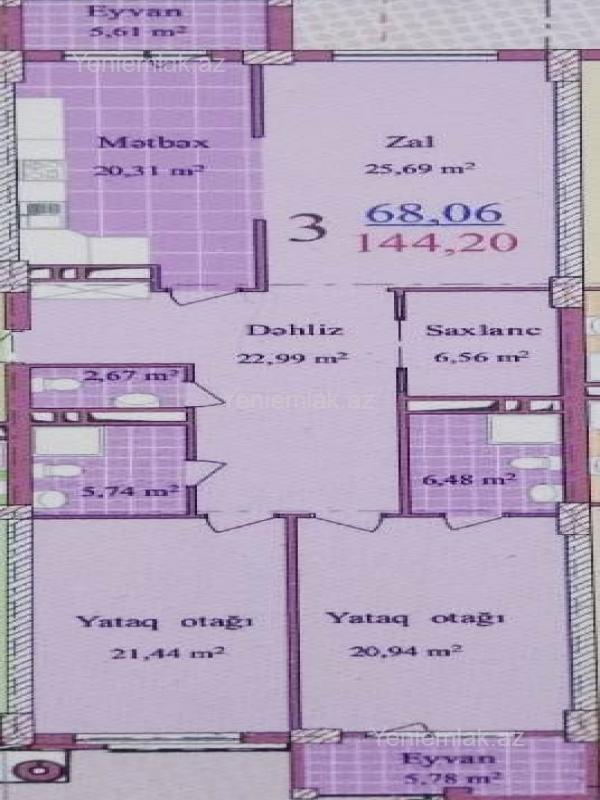 Eyvan
5,61 m²
Yeniemlak.az
Mətbəx
20,31 m²
Zal
25,69 m²
3
68,06
144,20
Dəhliz
22,99 m²
Saxlanc
6,56 m²
2,67 m²
Yeniemlak.az
5,74 m²
6,48 m²
Yataq otağı
21,44 m²
Yataq otağı
20,94 m²
Yeniemlak.az
Eyvan
5,78 m²